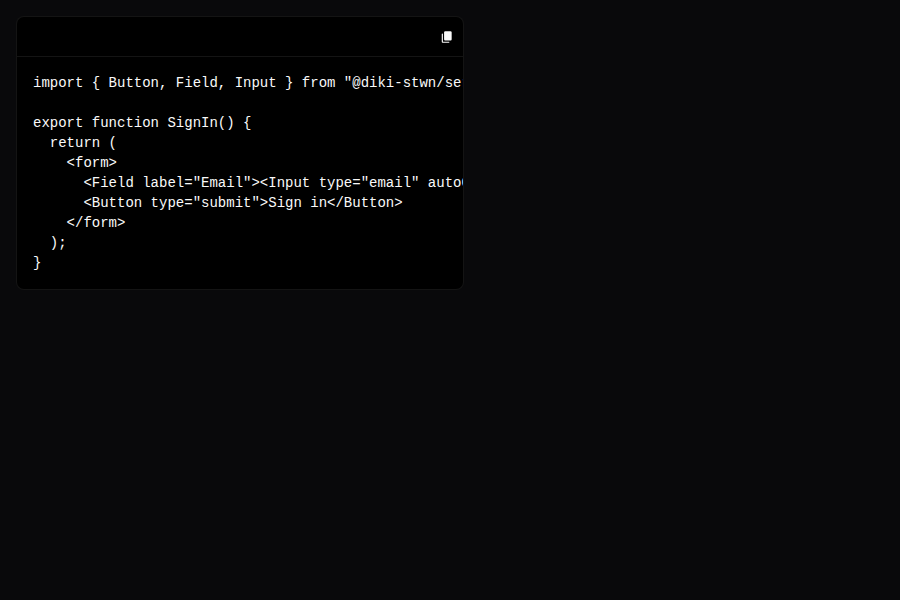 import { Button, Field, Input } from "@diki-stwn/se
export function SignIn() {
  return (
    <form>
      <Field label="Email"><Input type="email" auto
      <Button type="submit">Sign in</Button>
    </form>
  );
}